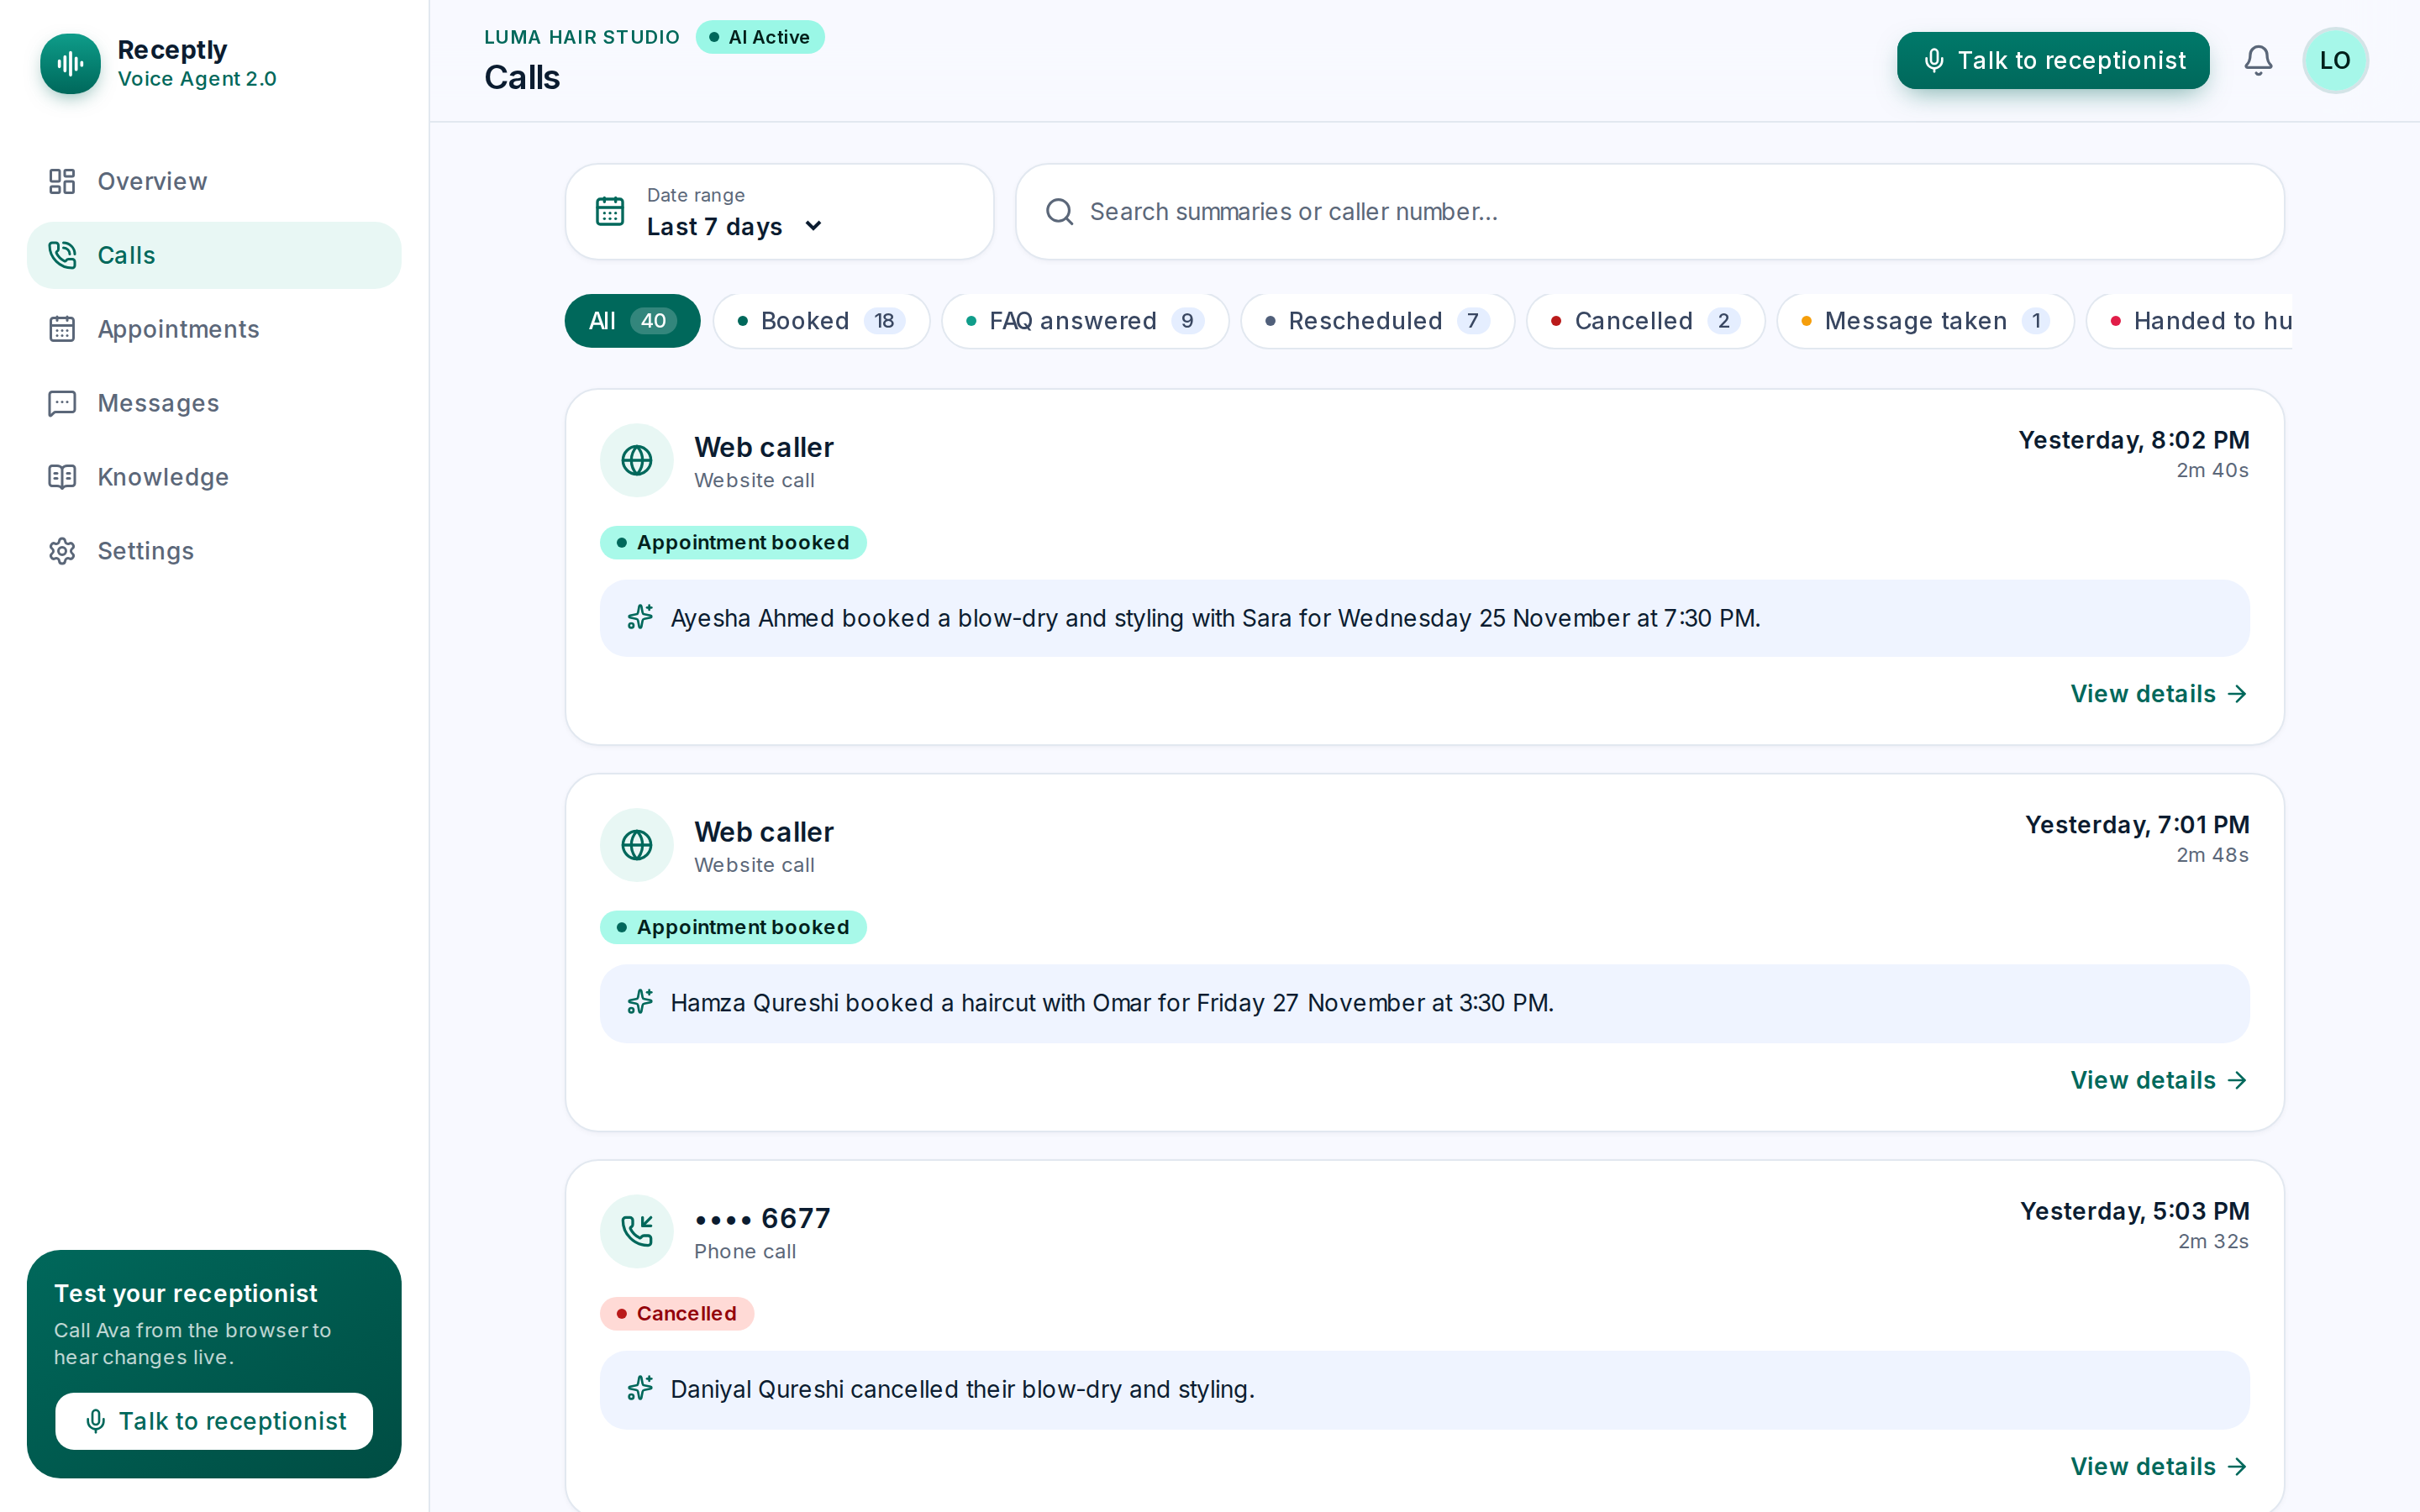 Receptly
Voice Agent 2.0
Overview
Calls
Appointments
Messages
Knowledge
Settings
Test your receptionist
Call Ava from the browser to
hear changes live.
Talk to receptionist
LUMA HAIR STUDIO
AI Active
Calls
Talk to receptionist
LO
Date range
Last 7 days
Search summaries or caller number...
All 40
Booked 18
FAQ answered 9
Rescheduled 7
Cancelled 2
Message taken 1
Handed to hu
Web caller
Website call
Yesterday, 8:02 PM
2m 40s
Appointment booked
Ayesha Ahmed booked a blow-dry and styling with Sara for Wednesday 25 November at 7:30 PM.
View details
Web caller
Website call
Yesterday, 7:01 PM
2m 48s
Appointment booked
Hamza Qureshi booked a haircut with Omar for Friday 27 November at 3:30 PM.
View details
•••• 6677
Phone call
Yesterday, 5:03 PM
2m 32s
Cancelled
Daniyal Qureshi cancelled their blow-dry and styling.
View details